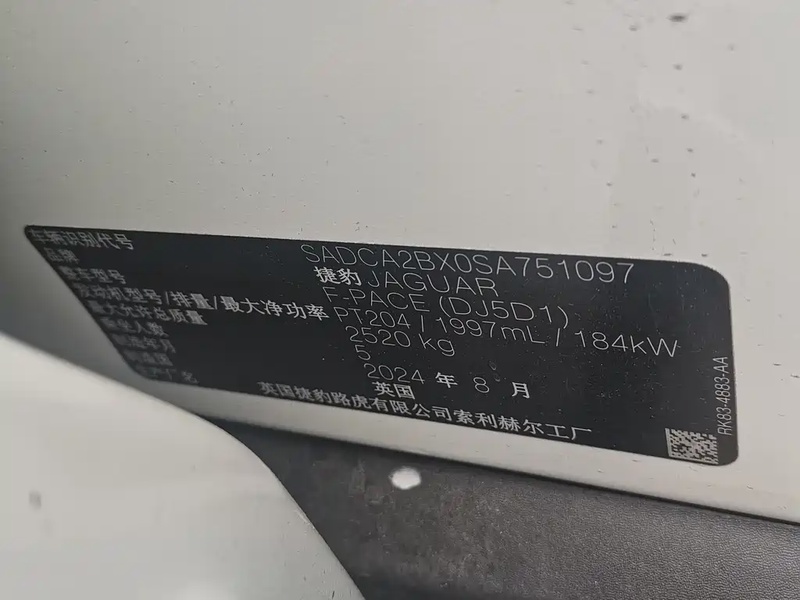 车辆识别代号 SADCA2BX0SA751097
品牌 捷豹 JAGUAR
整车型号 F-PACE (DJ5D1)
发动机型号/排量/最大净功率 PT204 / 1997mL / 184kW
最大允许总质量 2520 kg
乘坐人数 5
制造年月 2024 年 8 月
制造国 英国
生产厂名 英国捷豹路虎有限公司索利赫尔工厂
RK83-4883-AA